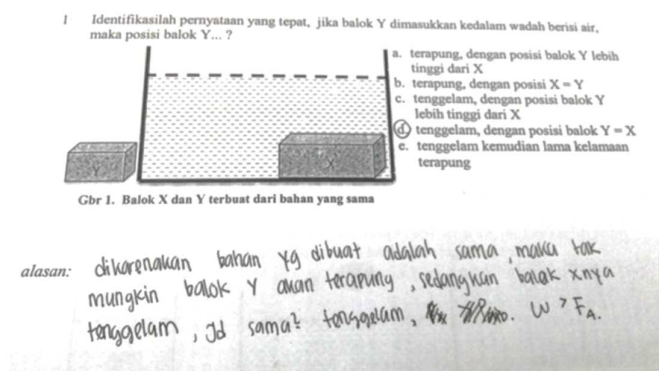 1 Identifikasilah pernyataan yang tepat, jika balok Y dimasukkan kedalam wadah berisi air,
maka posisi balok Y... ?
a. terapung, dengan posisi balok Y lebih
tinggi dari X
b. terapung, dengan posisi X = Y
c. tenggelam, dengan posisi balok Y
lebih tinggi dari X
d. tenggelam, dengan posisi balok Y = X
e. tenggelam kemudian lama kelamaan
terapung
Y
X
Gbr 1. Balok X dan Y terbuat dari bahan yang sama
alasan: dikarenakan bahan yg dibuat adalah sama, maka tak
mungkin balok Y akan terapung, sedangkan balok X nya
tenggelam, Jd sama² tenggelam, W > FA.